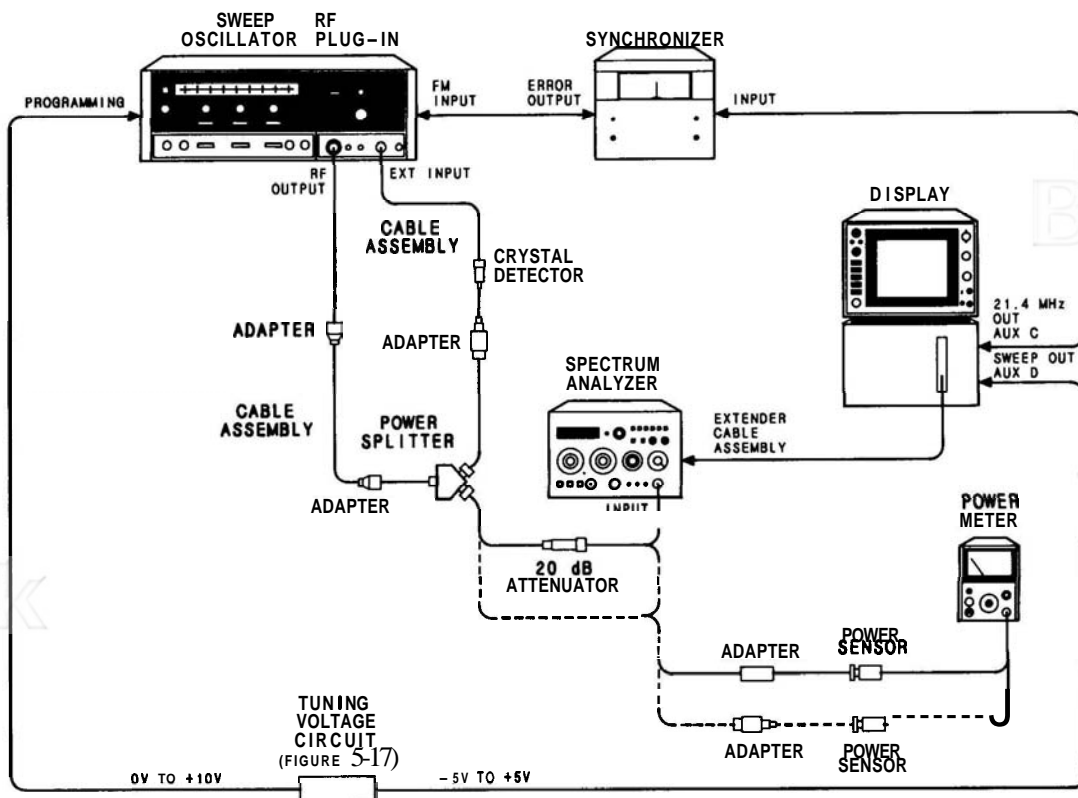 SWEEP RF
OSCILLATOR PLUG-IN
SYNCHRONIZER
PROGRAMMING
FM
INPUT
ERROR
OUTPUT
INPUT
RF
OUTPUT
EXT INPUT
CABLE
ASSEMBLY
CRYSTAL
DETECTOR
DISPLAY
21.4 MHz
OUT
AUX C
SWEEP OUT
AUX D
ADAPTER
ADAPTER
SPECTRUM
ANALYZER
CABLE
ASSEMBLY
POWER
SPLITTER
EXTENDER
CABLE
ASSEMBLY
ADAPTER
INPUT
POWER
METER
20 dB
ATTENUATOR
ADAPTER
POWER
SENSOR
ADAPTER
POWER
SENSOR
TUNING
VOLTAGE
CIRCUIT
(FIGURE 5-17)
0V TO +10V
-5V TO +5V
B
k